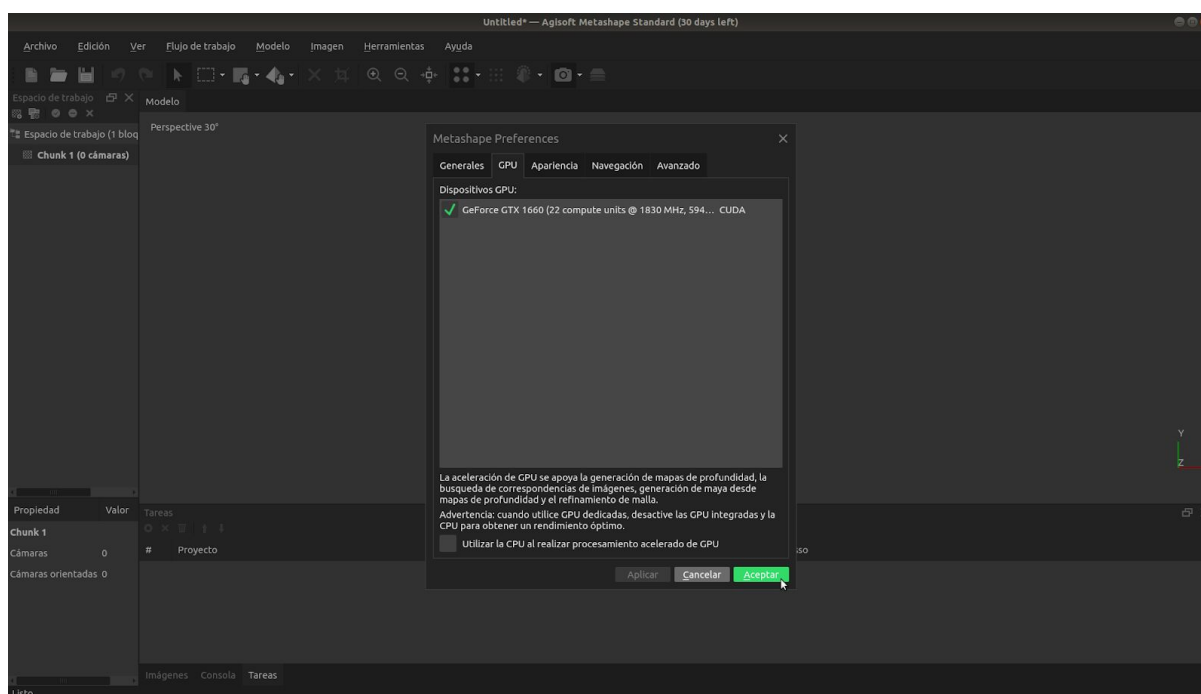 Untitled* — Agisoft Metashape Standard (30 days left)
Archivo Edición Ver Flujo de trabajo Modelo Imagen Herramientas Ayuda
Espacio de trabajo
Modelo
Espacio de trabajo (1 bloq
Perspective 30°
Chunk 1 (0 cámaras)
Metashape Preferences
Generales GPU Apariencia Navegación Avanzado
Dispositivos GPU:
GeForce GTX 1660 (22 compute units @ 1830 MHz, 594... CUDA
La aceleración de GPU se apoya la generación de mapas de profundidad, la
busqueda de correspondencias de imágenes, generación de maya desde
mapas de profundidad y el refinamiento de malla.
Advertencia: cuando utilice GPU dedicadas, desactive las GPU integradas y la
CPU para obtener un rendimiento óptimo.
Utilizar la CPU al realizar procesamiento acelerado de GPU
Aplicar Cancelar Aceptar
Y
Z
Propiedad Valor
Chunk 1
Cámaras 0
Cámaras orientadas 0
Tareas
# Proyecto
so
Imágenes Consola Tareas
Listo